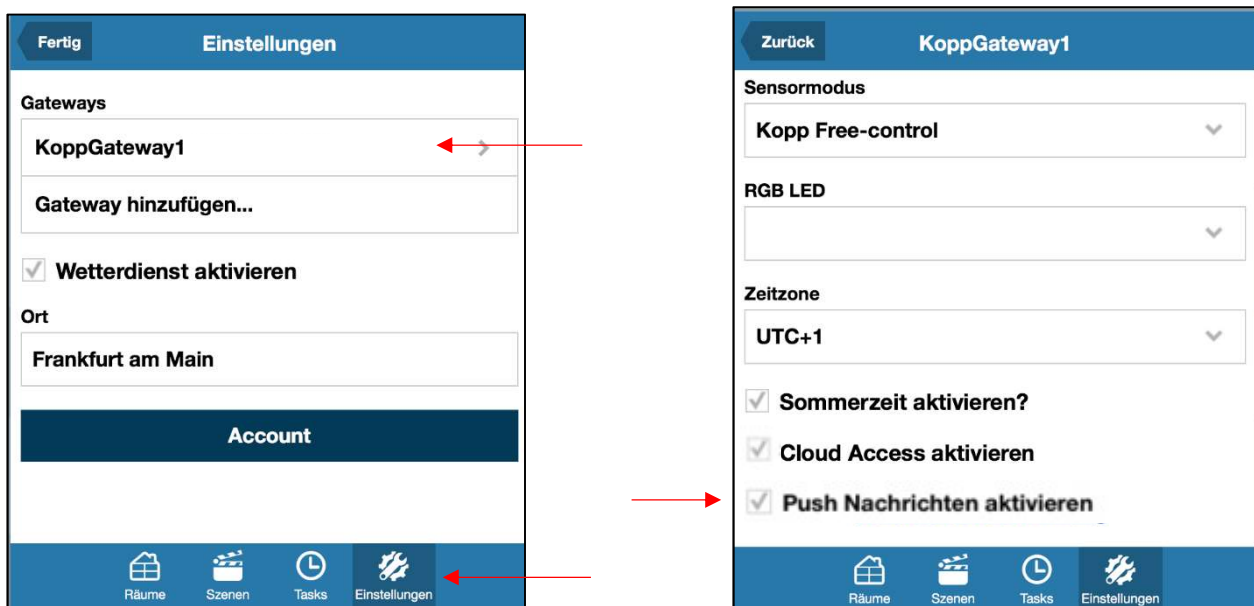 Fertig
Einstellungen
Gateways
KoppGateway1
Gateway hinzufügen...
Wetterdienst aktivieren
Ort
Frankfurt am Main
Account
Räume
Szenen
Tasks
Einstellungen
Zurück
KoppGateway1
Sensormodus
Kopp Free-control
RGB LED
Zeitzone
UTC+1
Sommerzeit aktivieren?
Cloud Access aktivieren
Push Nachrichten aktivieren
Räume
Szenen
Tasks
Einstellungen